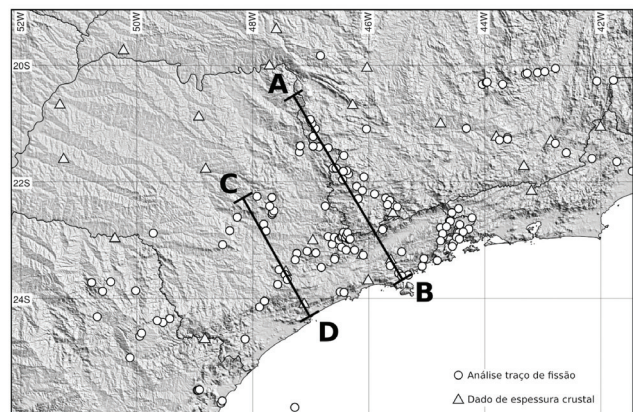 52W
50W
48W
46W
44W
42W
20S
A
C
22S
24S
B
D
Análise traço de fissão
Dado de espessura crustal